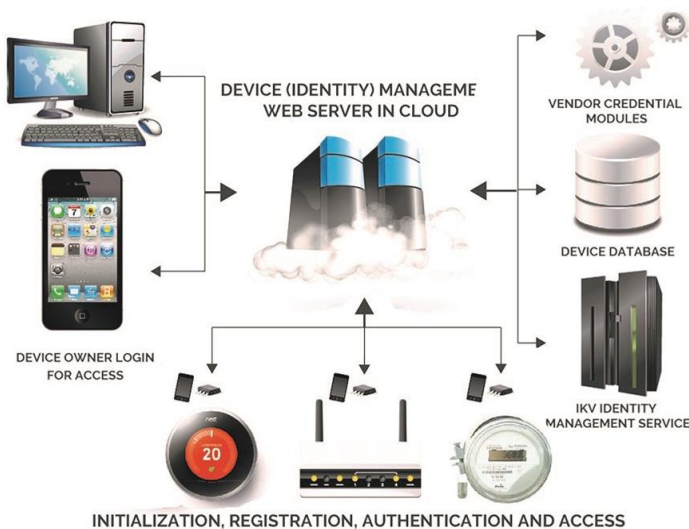 DEVICE (IDENTITY) MANAGEME
WEB SERVER IN CLOUD
VENDOR CREDENTIAL
MODULES
DEVICE DATABASE
DEVICE OWNER LOGIN
FOR ACCESS
IKV IDENTITY
MANAGEMENT SERVICE
nest
20
INITIALIZATION, REGISTRATION, AUTHENTICATION AND ACCESS